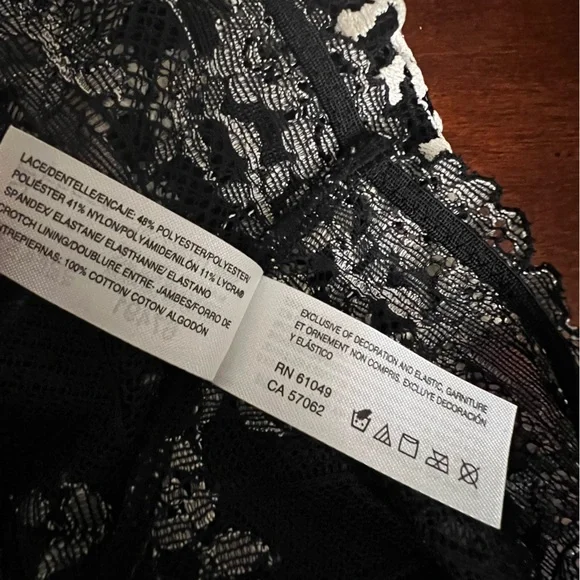 LACE/DENTELLE/ENCAJE: 48% POLYESTER/POLYESTER/
POLIÉSTER 41% NYLON/POLYAMIDE/NILÓN 11% LYCRA®
SPANDEX/ ELASTANE/ ELASTHANNE/ ELASTANO
CROTCH LINING/DOUBLURE ENTRE- JAMBES/FORRO DE
ENTREPIERNAS: 100% COTTON/ COTON/ ALGODÓN
EXCLUSIVE OF DECORATION AND ELASTIC, GARNITURE
ET ORNEMENT NON COMPRIS, EXCLUYE DECORACIÓN
Y ELÁSTICO
RN 61049
CA 57062